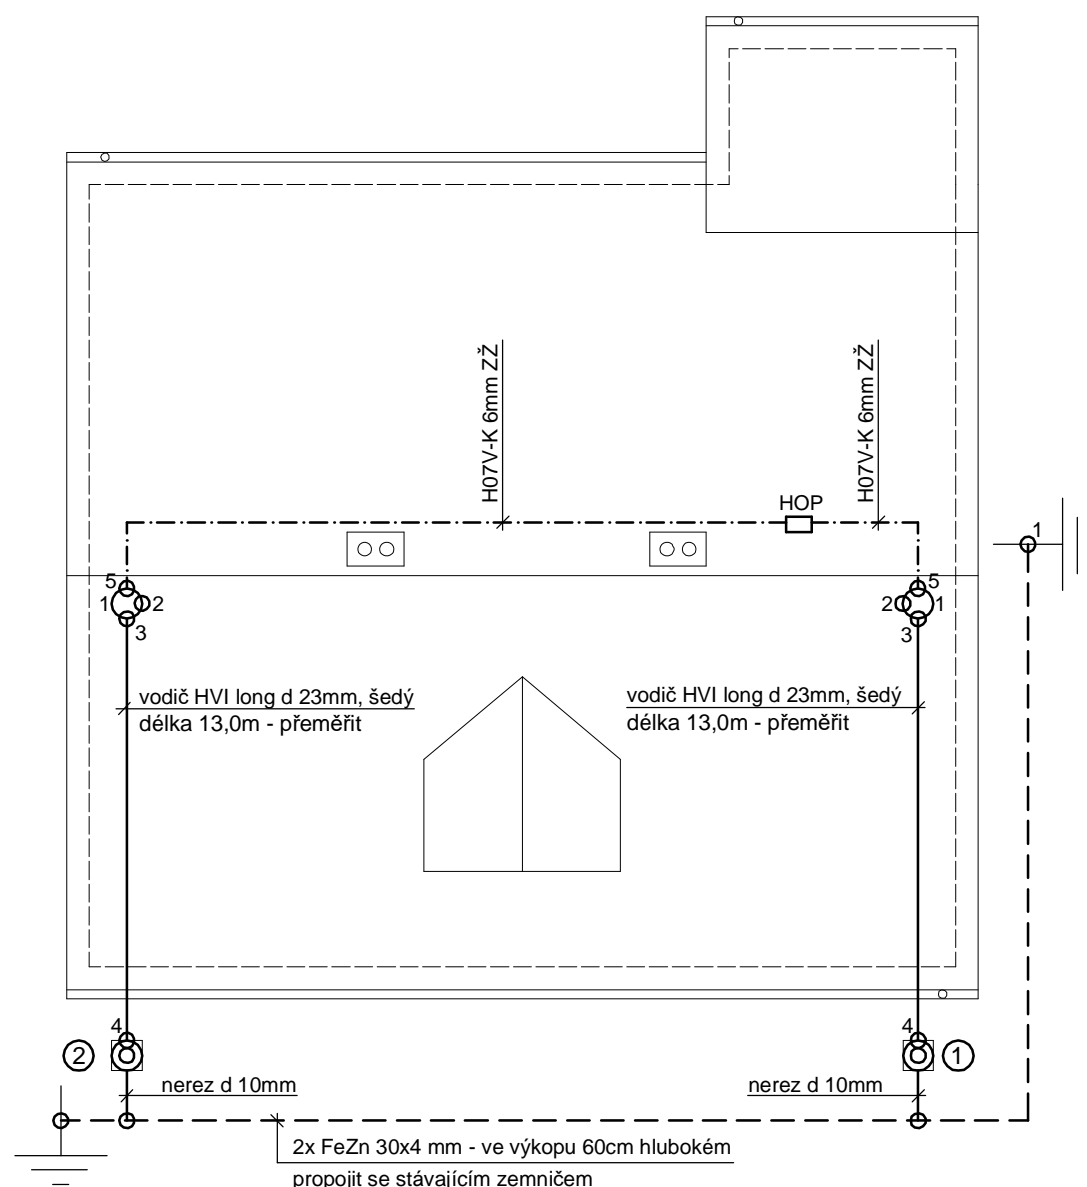 H07V-K 6mm ZŽ
H07V-K 6mm ZŽ
HOP
1
5
1
2
3
5
2
1
3
vodič HVI long d 23mm, šedý
délka 13,0m - přeměřit
vodič HVI long d 23mm, šedý
délka 13,0m - přeměřit
4
2
4
1
nerez d 10mm
nerez d 10mm
2x FeZn 30x4 mm - ve výkopu 60cm hlubokém
propojit se stávajícím zemničem